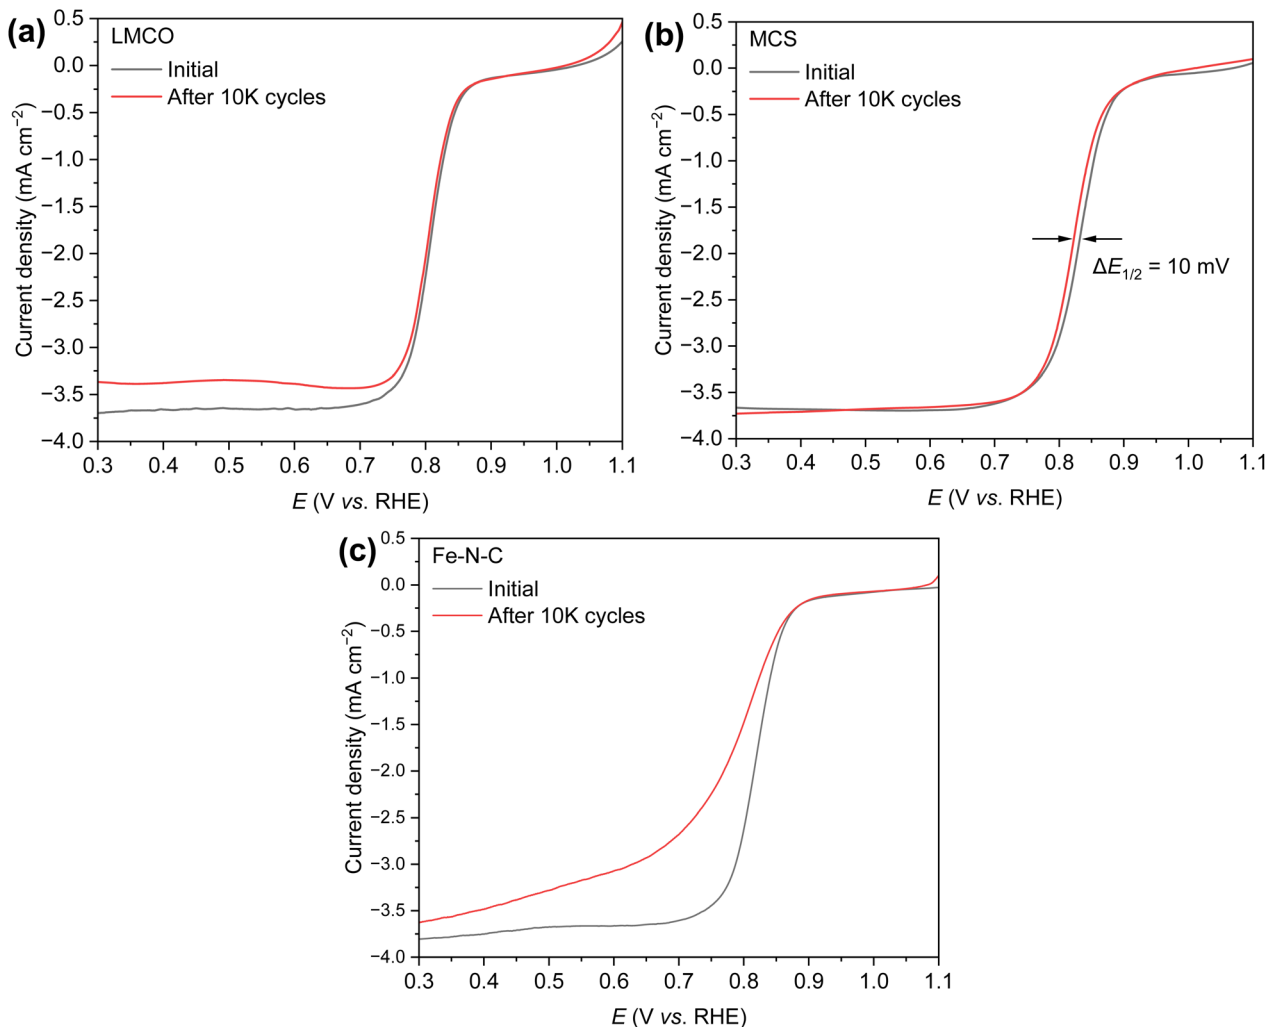 (a)
LMCO
Initial
After 10K cycles
0.5
0.0
−0.5
−1.0
−1.5
−2.0
−2.5
−3.0
−3.5
−4.0
Current density (mA cm−2)
0.3 0.4 0.5 0.6 0.7 0.8 0.9 1.0 1.1
E (V vs. RHE)
(b)
MCS
Initial
After 10K cycles
ΔE1/2 = 10 mV
0.5
0.0
−0.5
−1.0
−1.5
−2.0
−2.5
−3.0
−3.5
−4.0
Current density (mA cm−2)
0.3 0.4 0.5 0.6 0.7 0.8 0.9 1.0 1.1
E (V vs. RHE)
(c)
Fe-N-C
Initial
After 10K cycles
0.5
0.0
−0.5
−1.0
−1.5
−2.0
−2.5
−3.0
−3.5
−4.0
Current density (mA cm−2)
0.3 0.4 0.5 0.6 0.7 0.8 0.9 1.0 1.1
E (V vs. RHE)